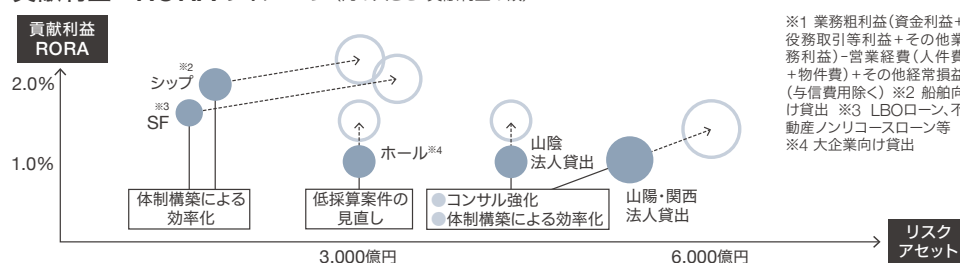 貢献利益
RORA
2.0%
1.0%
※2
シップ
※3
SF
ホール※4
山陰
法人貸出
山陽・関西
法人貸出
体制構築による
効率化
低採算案件の
見直し
コンサル強化
体制構築による効率化
3,000億円
6,000億円
リスク
アセット
※1 業務粗利益(資金利益+
役務取引等利益+その他業
務利益)-営業経費(人件費
+物件費)+その他経常損益
(与信費用除く) ※2 船舶向
け貸出 ※3 LBOローン、不
動産ノンリコースローン等
※4 大企業向け貸出